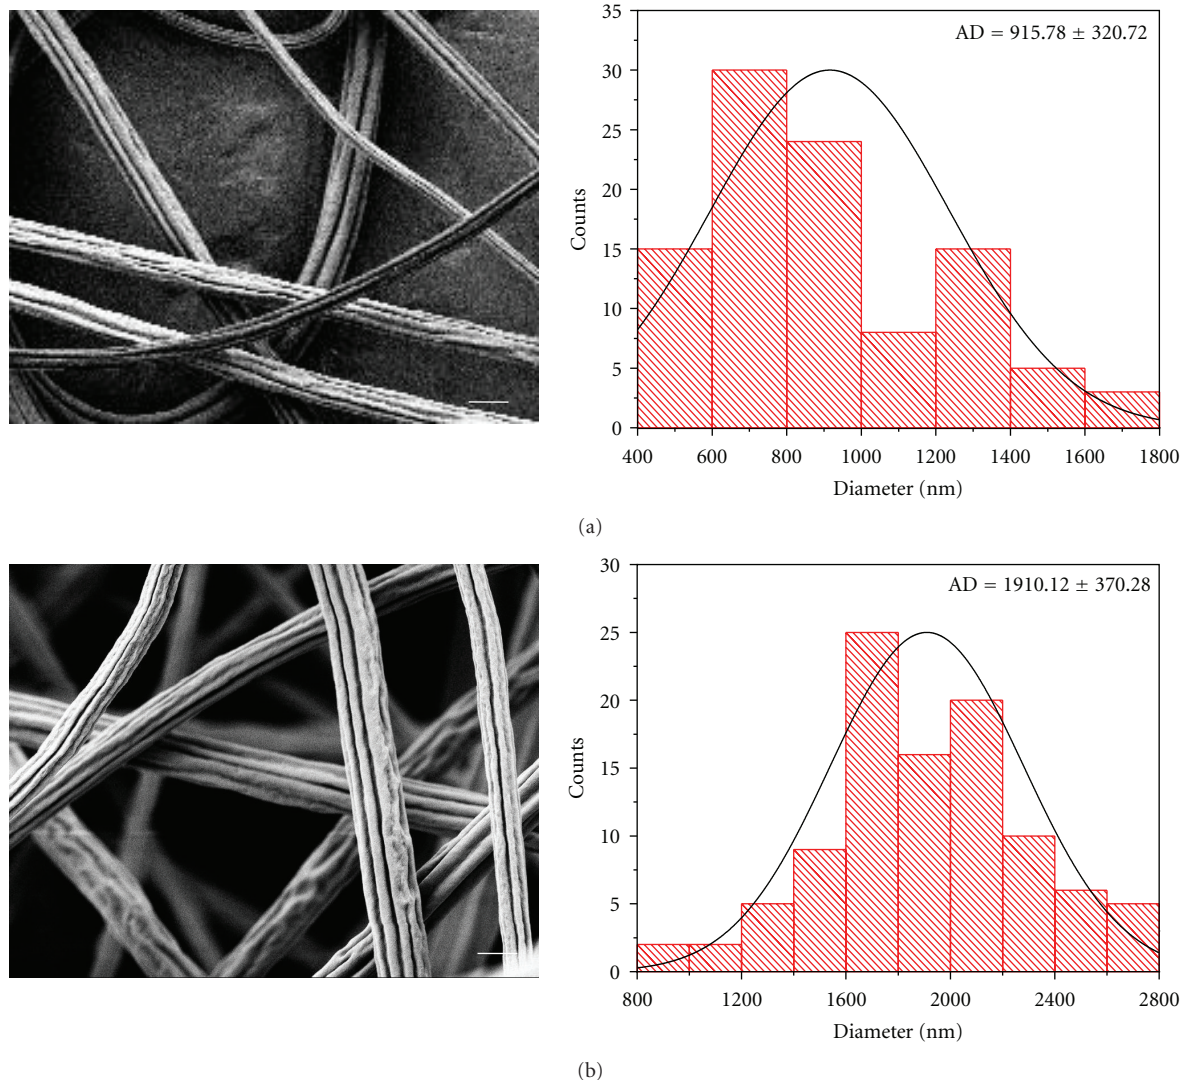 35
30
25
20
15
10
5
0
Counts
AD = 915.78 ± 320.72
400 600 800 1000 1200 1400 1600 1800
Diameter (nm)
(a)
30
25
20
15
10
5
0
Counts
AD = 1910.12 ± 370.28
800 1200 1600 2000 2400 2800
Diameter (nm)
(b)